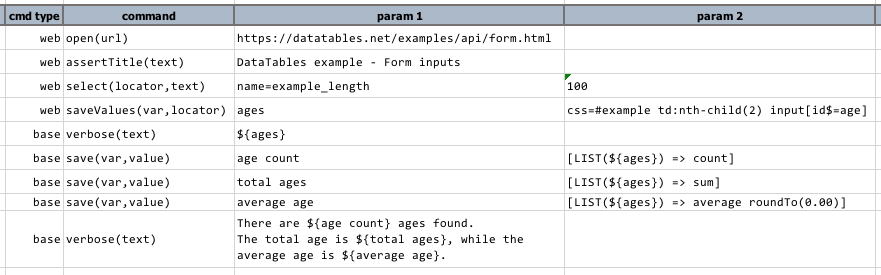 cmd type command param 1 param 2
web open(url) https://datatables.net/examples/api/form.html
web assertTitle(text) DataTables example - Form inputs
web select(locator,text) name=example_length 100
web saveValues(var,locator) ages css=#example td:nth-child(2) input[id$=age]
base verbose(text) ${ages}
base save(var,value) age count [LIST(${ages}) => count]
base save(var,value) total ages [LIST(${ages}) => sum]
base save(var,value) average age [LIST(${ages}) => average roundTo(0.00)]
There are ${age count} ages found.
base verbose(text) The total age is ${total ages}, while the
average age is ${average age}.